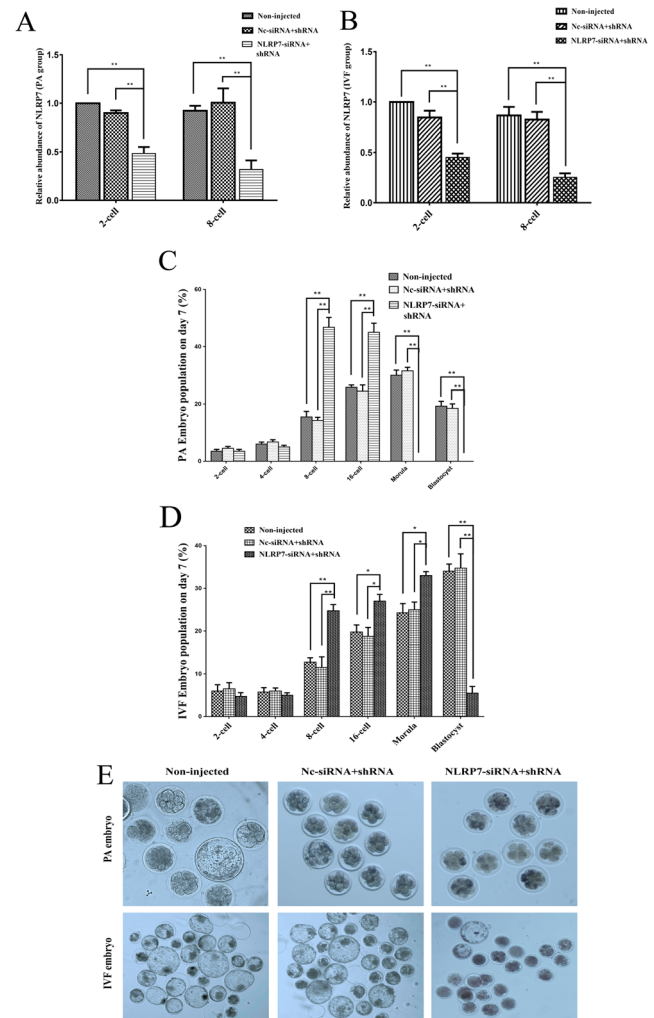 A
Non-injected
Nc-siRNA+shRNA
NLRP7-siRNA+
shRNA
Relative abundance of NLRP7 (PA group)
1.5
1.0
0.5
0.0
**
**
**
**
2-cell
8-cell
B
Non-injected
Nc-siRNA+shRNA
NLRP7-siRNA+shRNA
Relative abundance of NLRP7 (IVF group)
1.5
1.0
0.5
0.0
**
**
**
**
2-cell
8-cell
C
Non-injected
Nc-siRNA+shRNA
NLRP7-siRNA+
shRNA
PA Embryo population on day 7 (%)
60
40
20
0
**
**
**
**
**
**
**
**
2-cell
4-cell
8-cell
16-cell
Morula
Blastocyst
D
Non-injected
Nc-siRNA+shRNA
NLRP7-siRNA+shRNA
IVF Embryo population on day 7 (%)
40
30
20
10
0
**
**
*
*
*
*
**
**
2-cell
4-cell
8-cell
16-cell
Morula
Blastocyst
E
Non-injected
Nc-siRNA+shRNA
NLRP7-siRNA+shRNA
PA embryo
IVF embryo